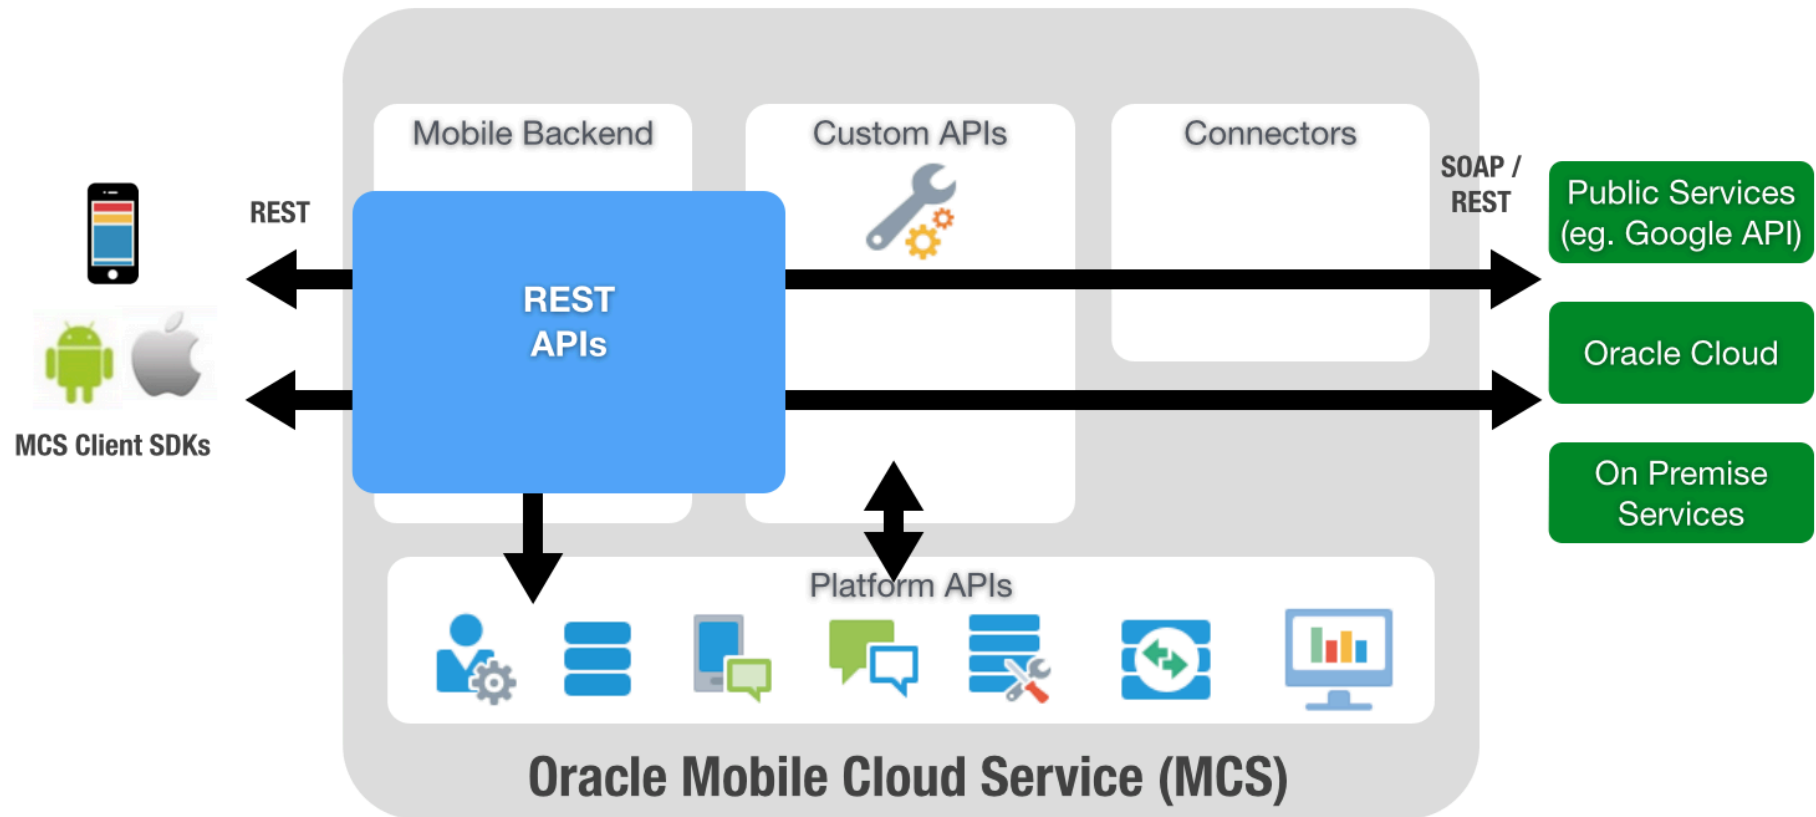 Mobile Backend
Custom APIs
Connectors
REST
SOAP /
REST
Public Services
(eg. Google API)
REST
APIs
Oracle Cloud
MCS Client SDKs
On Premise
Services
Platform APIs
Oracle Mobile Cloud Service (MCS)